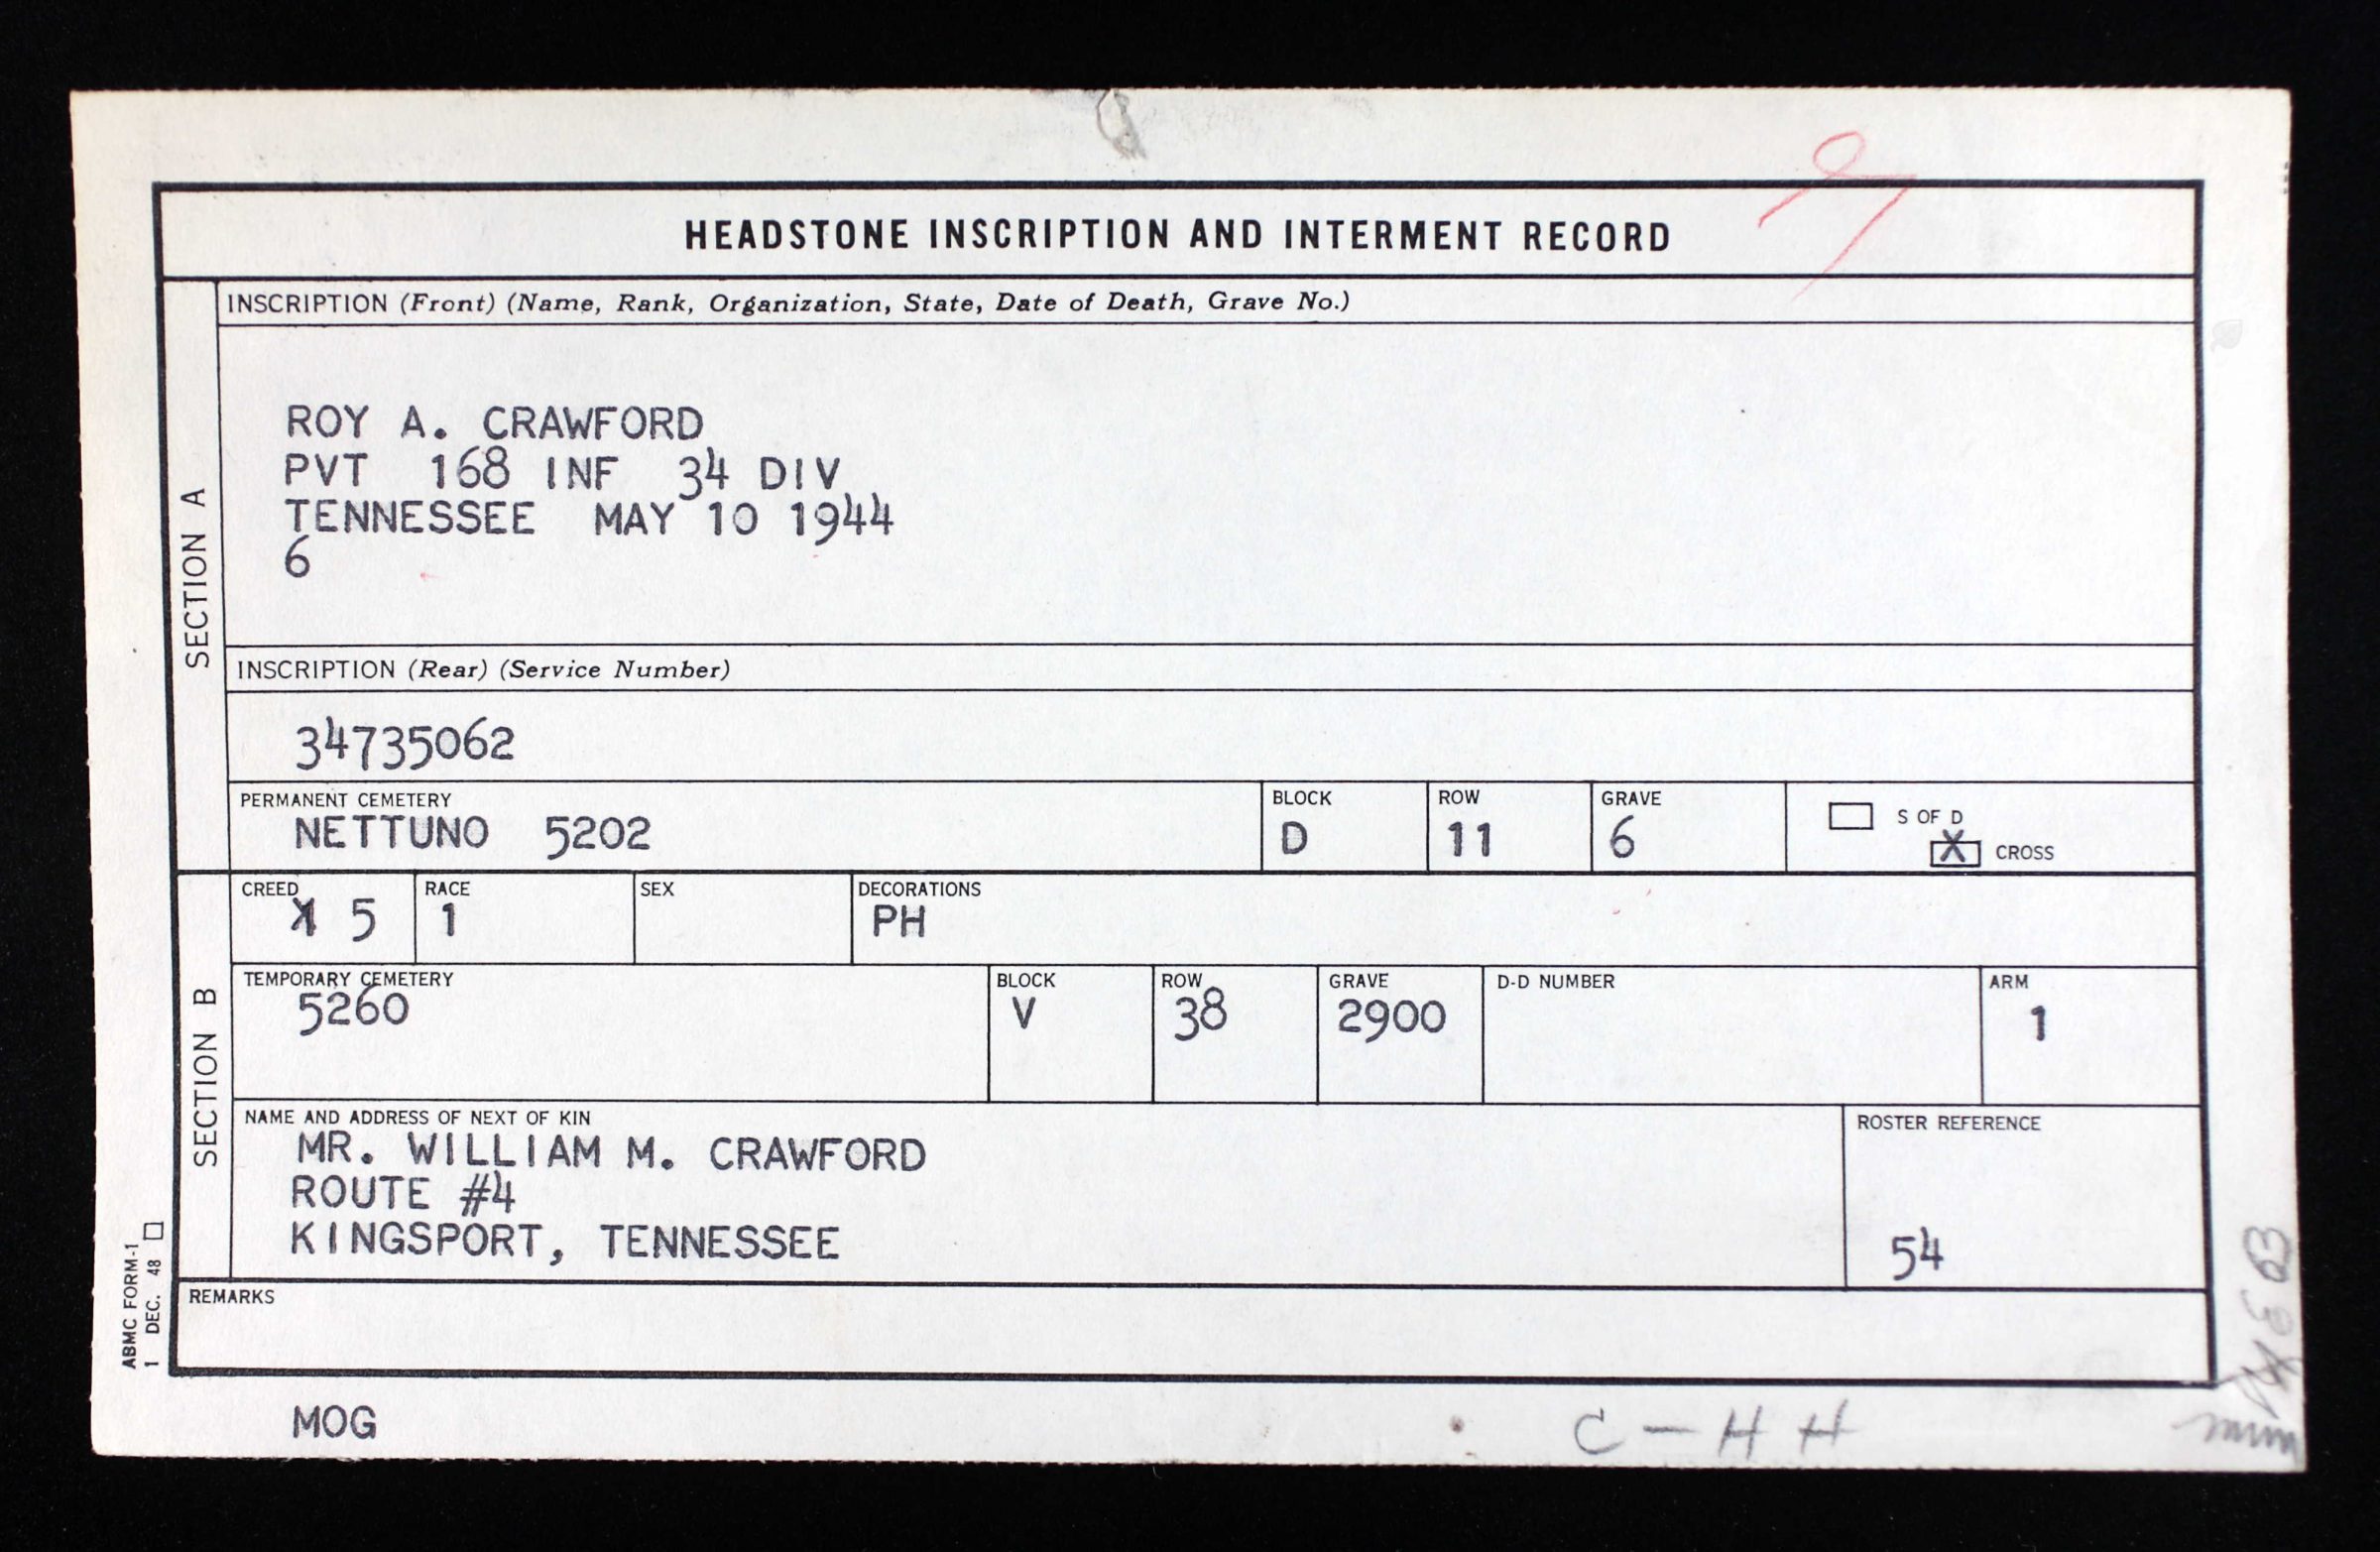 HEADSTONE INSCRIPTION AND INTERMENT RECORD
SECTION A
INSCRIPTION (Front) (Name, Rank, Organization, State, Date of Death, Grave No.)
ROY A. CRAWFORD
PVT 168 INF 34 DIV
TENNESSEE MAY 10 1944
6
INSCRIPTION (Rear) (Service Number)
34735062
PERMANENT CEMETERY BLOCK ROW GRAVE
NETTUNO 5202 D 11 6
S OF D
X CROSS
SECTION B
CREED RACE SEX DECORATIONS
5 1 PH
TEMPORARY CEMETERY BLOCK ROW GRAVE D-D NUMBER ARM
5260 V 38 2900 1
NAME AND ADDRESS OF NEXT OF KIN ROSTER REFERENCE
MR. WILLIAM M. CRAWFORD
ROUTE #4
KINGSPORT, TENNESSEE 54
REMARKS
ABMC FORM-1
1 DEC. 48
MOG
C - H H